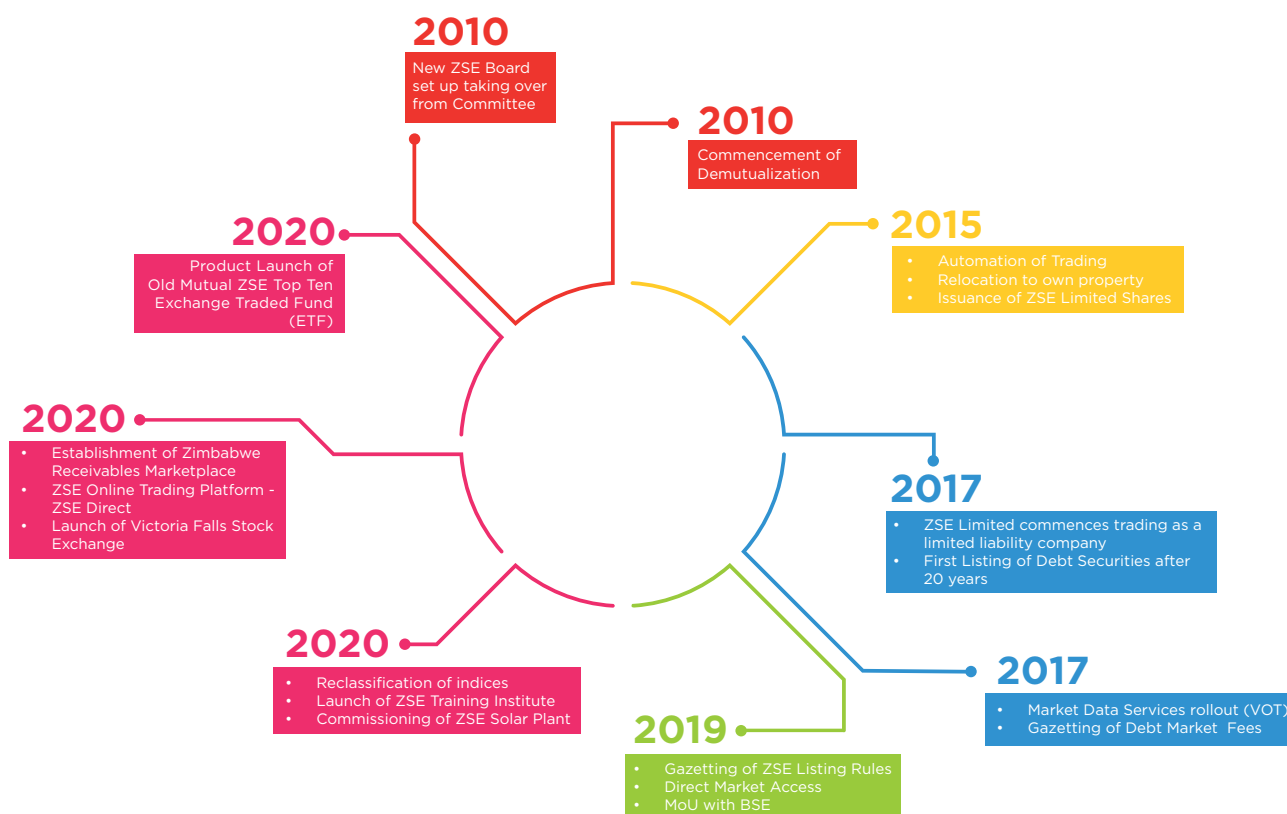 2010
New ZSE Board
set up taking over
from Committee
2010
Commencement of
Demutualization
2015
• Automation of Trading
• Relocation to own property
• Issuance of ZSE Limited Shares
2017
• ZSE Limited commences trading as a
limited liability company
• First Listing of Debt Securities after
20 years
2017
• Market Data Services rollout (VOT)
• Gazetting of Debt Market Fees
2019
• Gazetting of ZSE Listing Rules
• Direct Market Access
• MoU with BSE
2020
• Reclassification of indices
• Launch of ZSE Training Institute
• Commissioning of ZSE Solar Plant
2020
• Establishment of Zimbabwe
Receivables Marketplace
• ZSE Online Trading Platform -
ZSE Direct
• Launch of Victoria Falls Stock
Exchange
2020
Product Launch of
Old Mutual ZSE Top Ten
Exchange Traded Fund
(ETF)